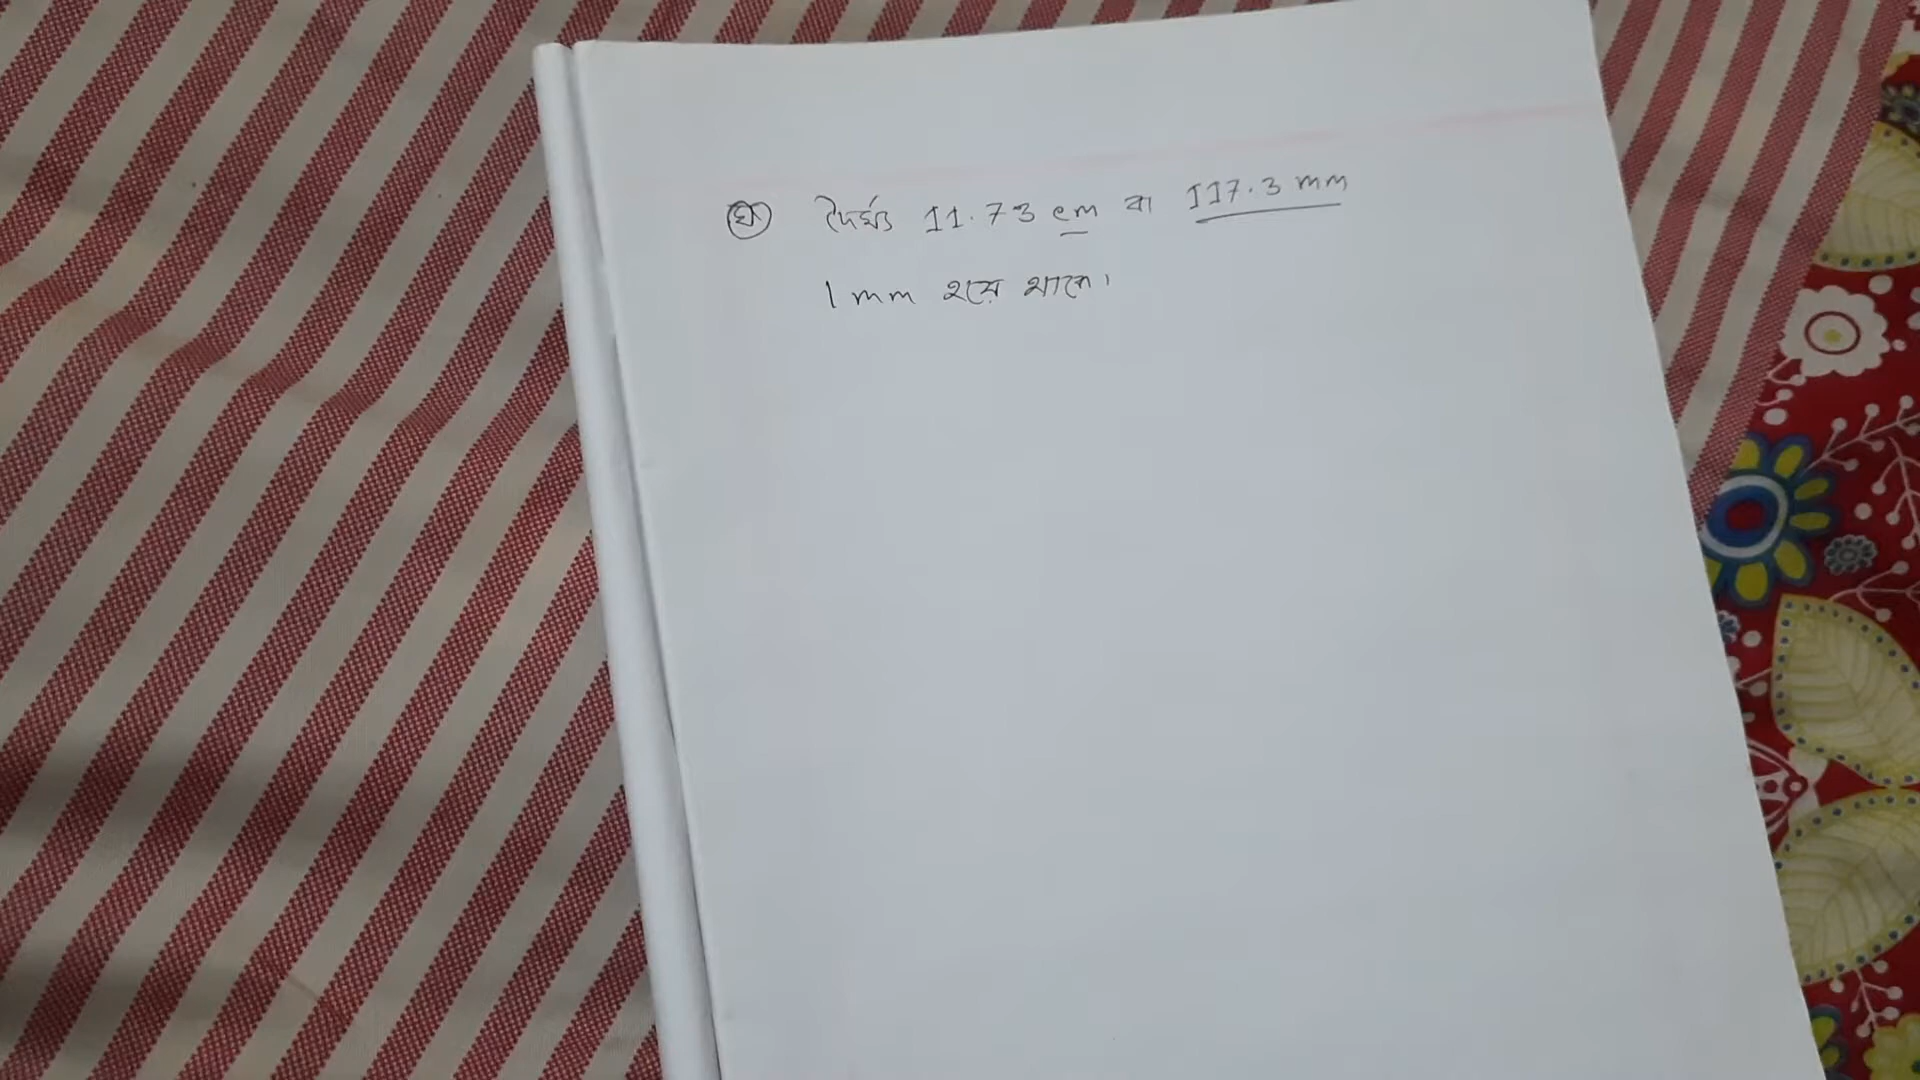 ঘ দৈর্ঘ্য 11.73 cm বা 117.3 mm
1 mm হয়ে থাকে।